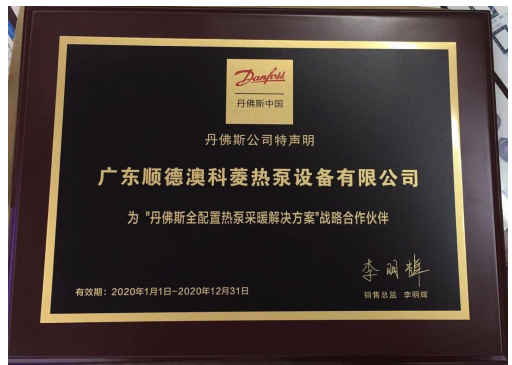 Danfoss
丹佛斯中国
丹佛斯公司特声明
广东顺德澳科菱热泵设备有限公司
为 "丹佛斯全配置热泵采暖解决方案"战略合作伙伴
李明辉
销售总监 李明辉
有效期：2020年1月1日-2020年12月31日